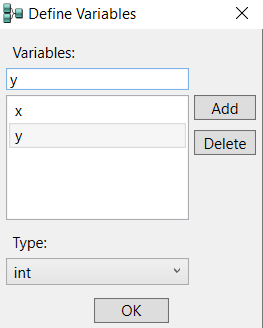 Define Variables
Variables:
y
x
Add
y
Delete
Type:
int
OK